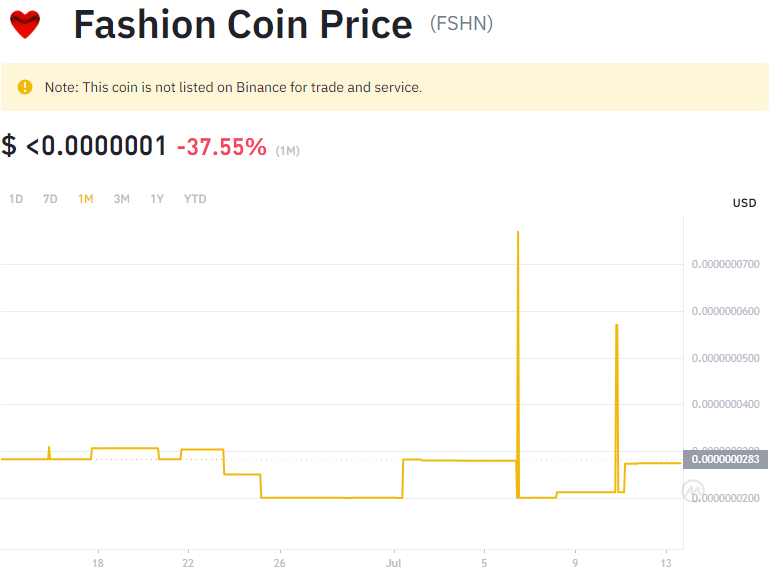 Fashion Coin Price (FSHN)
Note: This coin is not listed on Binance for trade and service.
$ <0.0000001 -37.55% (1M)
1D 7D 1M 3M 1Y YTD
USD
0.0000000700
0.0000000600
0.0000000500
0.0000000400
0.0000000283
0.0000000200
18 22 26 Jul 5 9 13